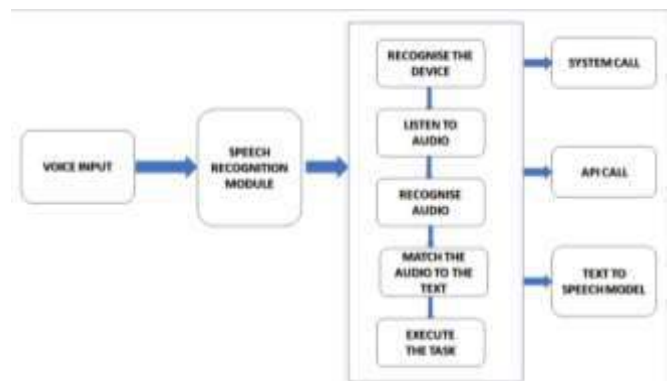 VOICE INPUT
SPEECH
RECOGNITION
MODULE
RECOGNISE THE
DEVICE
LISTEN TO
AUDIO
RECOGNISE
AUDIO
MATCH THE
AUDIO TO THE
TEXT
EXECUTE
THE TASK
SYSTEM CALL
API CALL
TEXT TO
SPEECH MODEL